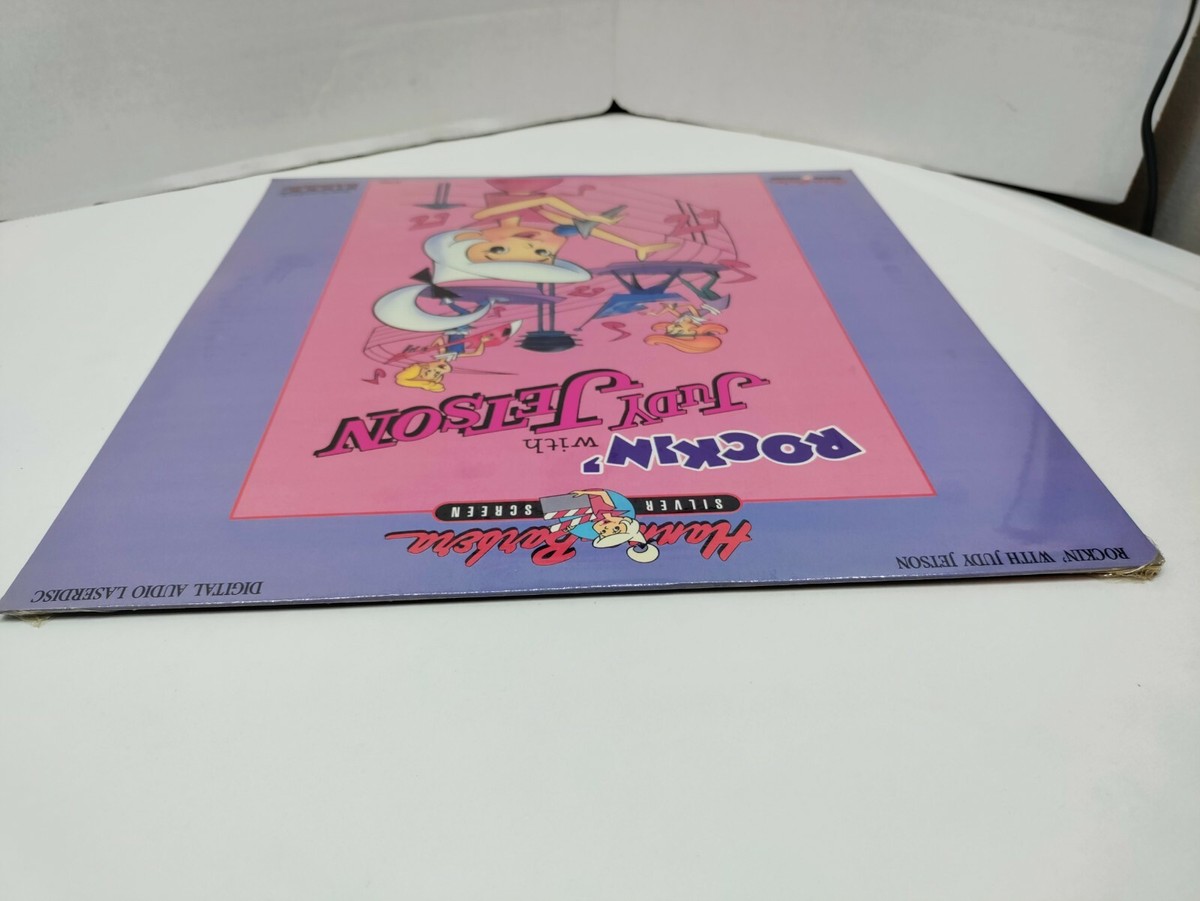 ROCKIN' WITH JUDY JETSON
DIGITAL AUDIO LASERDISC
Hanna Barbera
SILVER SCREEN
ROCKIN'
with
JUDY JETSON